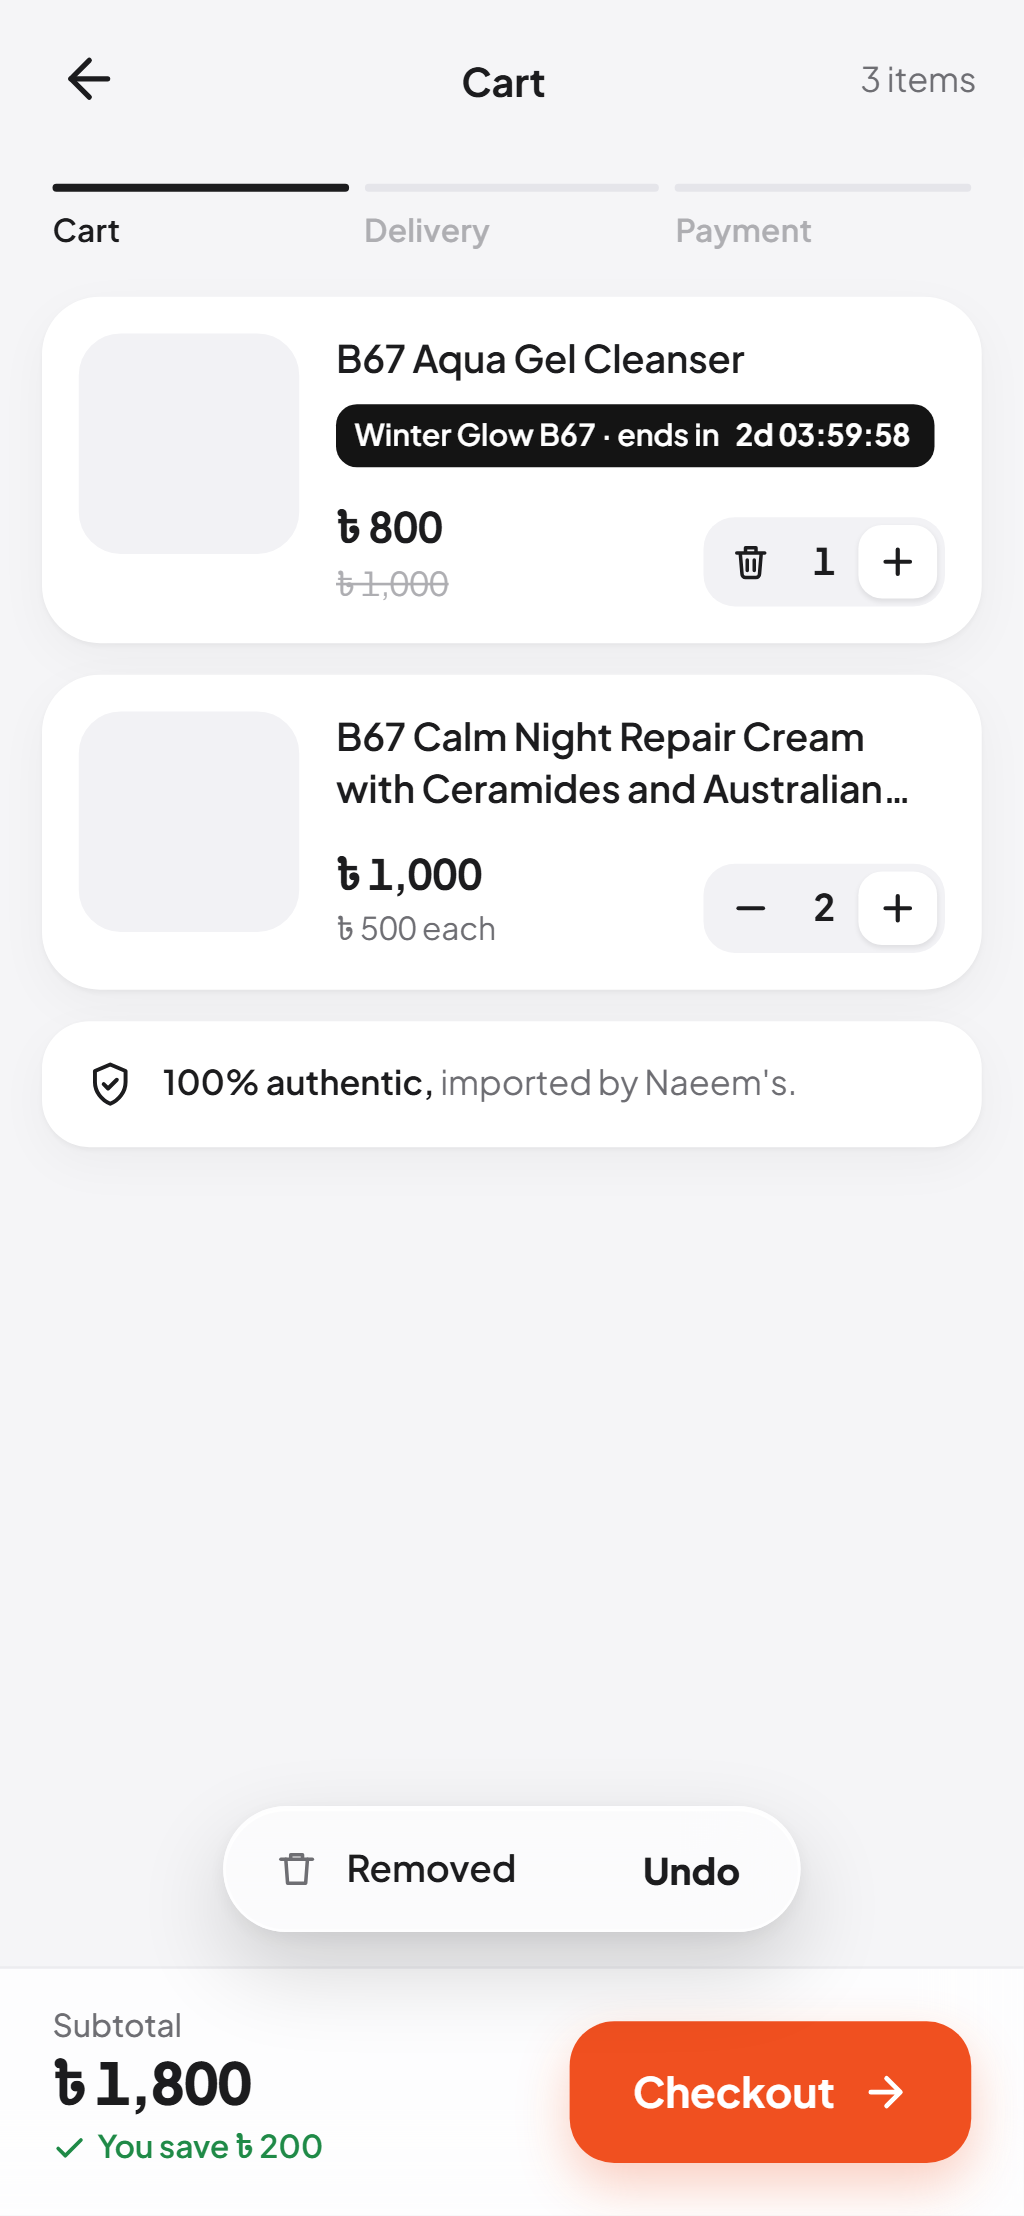 Cart
3 items
Cart
Delivery
Payment
B67 Aqua Gel Cleanser
Winter Glow B67 · ends in 2d 03:59:58
৳ 800
৳ 1,000
1
B67 Calm Night Repair Cream
with Ceramides and Australian...
৳ 1,000
৳ 500 each
2
100% authentic, imported by Naeem's.
Removed
Undo
Subtotal
৳ 1,800
You save ৳ 200
Checkout